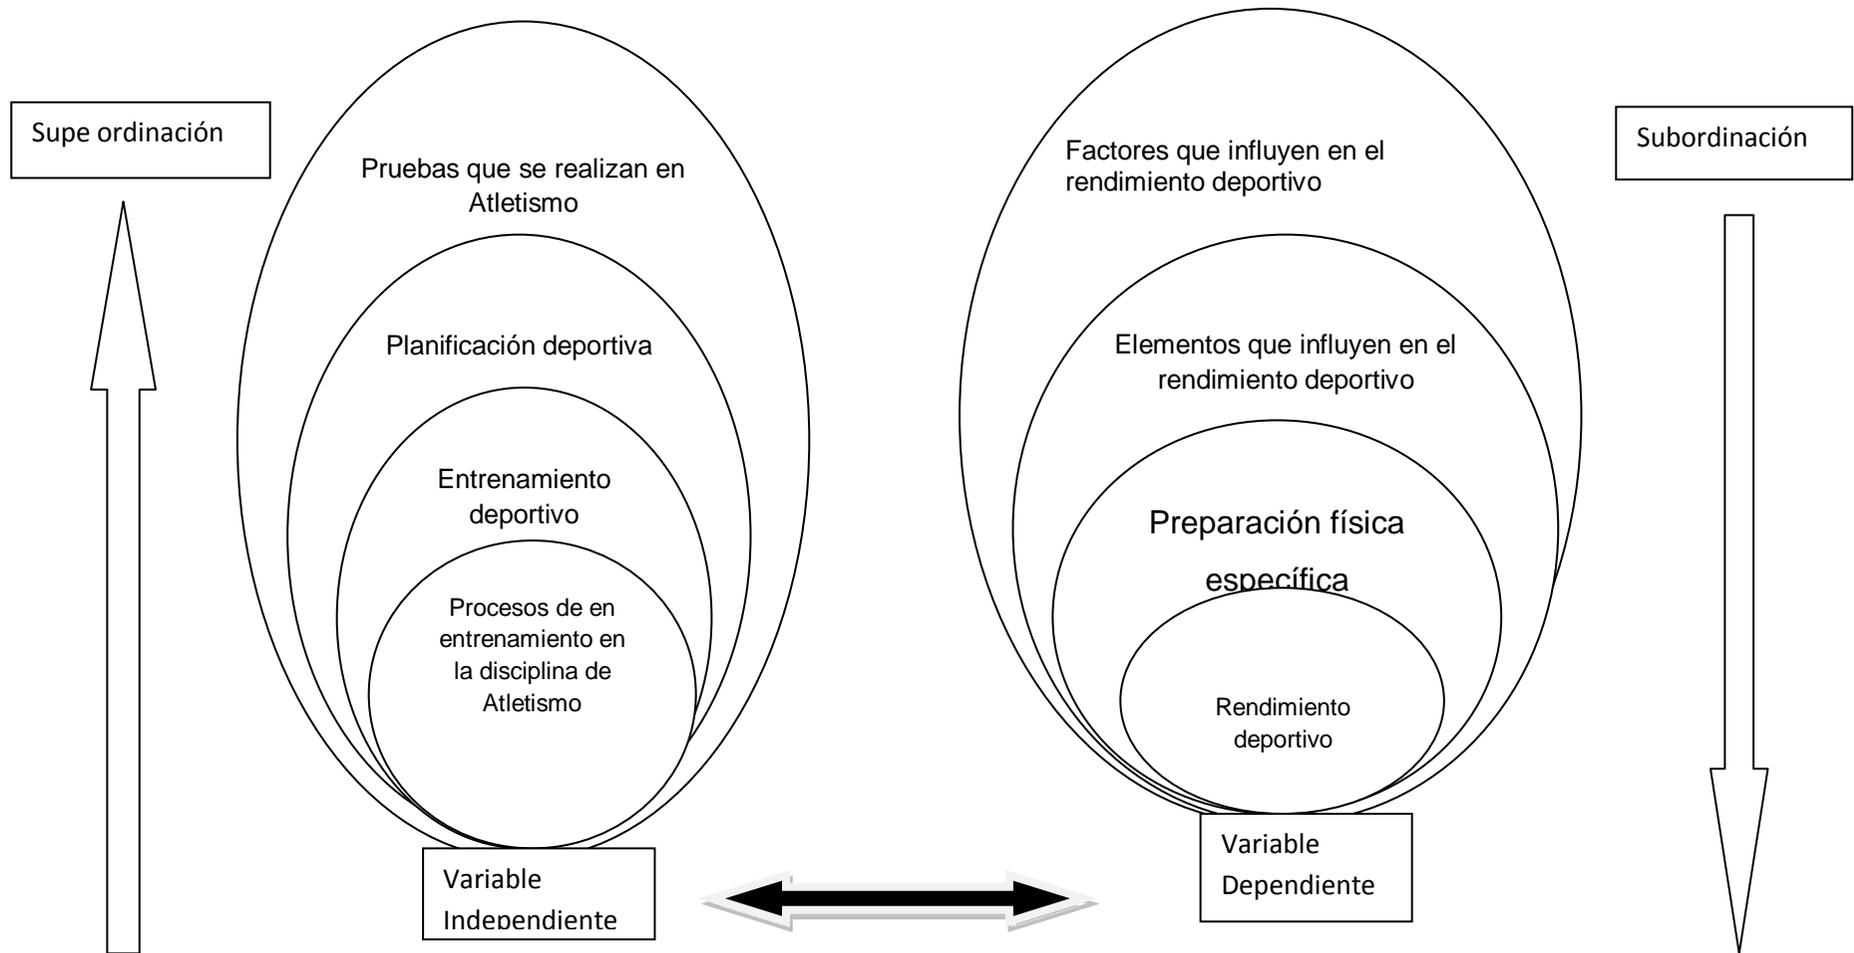 Supe ordinación
Pruebas que se realizan en
Atletismo
Planificación deportiva
Entrenamiento
deportivo
Procesos de en
entrenamiento en
la disciplina de
Atletismo
Variable
Independiente
Factores que influyen en el
rendimiento deportivo
Elementos que influyen en el
rendimiento deportivo
Preparación física
específica
Rendimiento
deportivo
Variable
Dependiente
Subordinación